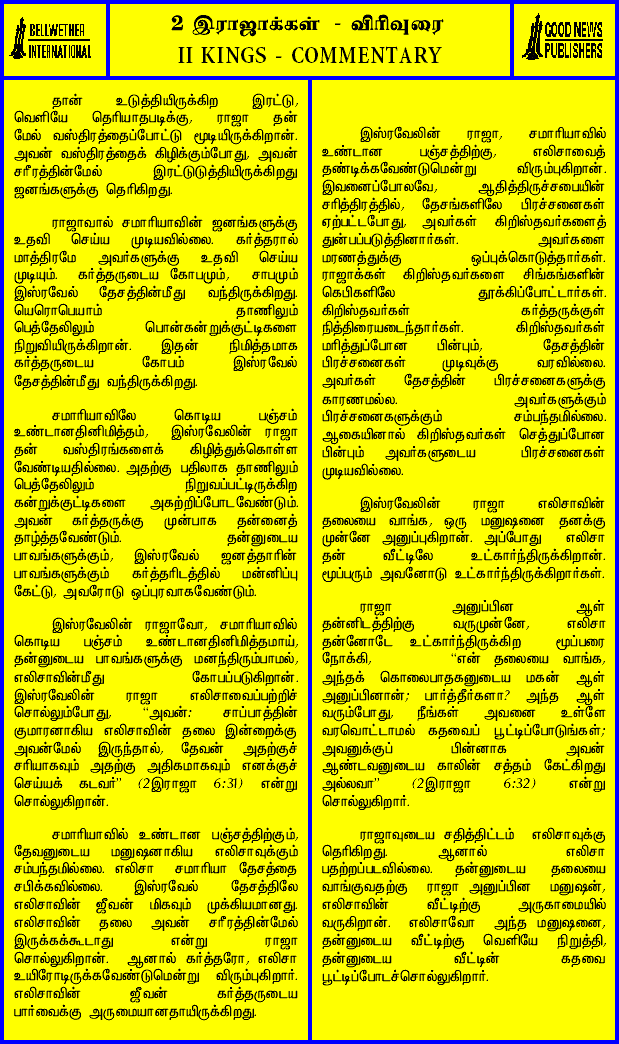 BELLWETHER
INTERNATIONAL
2 இராஜாக்கள் - விரிவுரை
II KINGS - COMMENTARY
GOOD NEWS
PUBLISHERS
தான் உடுத்தியிருக்கிற இரட்டு,
வெளியே தெரியாதபடிக்கு, ராஜா தன்
மேல் வஸ்திரத்தைப்போட்டு மூடியிருக்கிறான்.
அவன் வஸ்திரத்தைக் கிழிக்கும்போது, அவன்
சரீரத்தின்மேல் இரட்டுடுத்தியிருக்கிறது
ஜனங்களுக்கு தெரிகிறது.
ராஜாவால் சமாரியாவின் ஜனங்களுக்கு
உதவி செய்ய முடியவில்லை. கர்த்தரால்
மாத்திரமே அவர்களுக்கு உதவி செய்ய
முடியும். கர்த்தருடைய கோபமும், சாபமும்
இஸ்ரவேல் தேசத்தின்மீது வந்திருக்கிறது.
யெரொபெயாம் தாணிலும்
பெத்தேலிலும் பொன்கன்றுக்குட்டிகளை
நிறுவியிருக்கிறான். இதன் நிமித்தமாக
கர்த்தருடைய கோபம் இஸ்ரவேல்
தேசத்தின்மீது வந்திருக்கிறது.
சமாரியாவிலே கொடிய பஞ்சம்
உண்டானதினிமித்தம், இஸ்ரவேலின் ராஜா
தன் வஸ்திரங்களைக் கிழித்துக்கொள்ள
வேண்டியதில்லை. அதற்கு பதிலாக தாணிலும்
பெத்தேலிலும் நிறுவப்பட்டிருக்கிற
கன்றுக்குட்டிகளை அகற்றிப்போடவேண்டும்.
அவன் கர்த்தருக்கு முன்பாக தன்னைத்
தாழ்த்தவேண்டும். தன்னுடைய
பாவங்களுக்கும், இஸ்ரவேல் ஜனத்தாரின்
பாவங்களுக்கும் கர்த்தரிடத்தில் மன்னிப்பு
கேட்டு, அவரோடு ஒப்புரவாகவேண்டும்.
இஸ்ரவேலின் ராஜாவோ, சமாரியாவில்
கொடிய பஞ்சம் உண்டானதினிமித்தமாய்,
தன்னுடைய பாவங்களுக்கு மனந்திரும்பாமல்,
எலிசாவின்மீது கோபப்படுகிறான்.
இஸ்ரவேலின் ராஜா எலிசாவைப்பற்றிச்
சொல்லும்போது, “அவன்: சாப்பாத்தின்
குமாரனாகிய எலிசாவின் தலை இன்றைக்கு
அவன்மேல் இருந்தால், தேவன் அதற்குச்
சரியாகவும் அதற்கு அதிகமாகவும் எனக்குச்
செய்யக் கடவர்” (2இராஜா 6:31) என்று
சொல்லுகிறான்.
சமாரியாவில் உண்டான பஞ்சத்திற்கும்,
தேவனுடைய மனுஷனாகிய எலிசாவுக்கும்
சம்பந்தமில்லை. எலிசா சமாரியா தேசத்தை
சபிக்கவில்லை. இஸ்ரவேல் தேசத்திலே
எலிசாவின் ஜீவன் மிகவும் முக்கியமானது.
எலிசாவின் தலை அவன் சரீரத்தின்மேல்
இருக்கக்கூடாது என்று ராஜா
சொல்லுகிறான். ஆனால் கர்த்தரோ, எலிசா
உயிரோடிருக்கவேண்டுமென்று விரும்புகிறார்.
எலிசாவின் ஜீவன் கர்த்தருடைய
பார்வைக்கு அருமையானதாயிருக்கிறது.
இஸ்ரவேலின் ராஜா, சமாரியாவில்
உண்டான பஞ்சத்திற்கு, எலிசாவைத்
தண்டிக்கவேண்டுமென்று விரும்புகிறான்.
இவனைப்போலவே, ஆதித்திருச்சபையின்
சரித்திரத்தில், தேசங்களிலே பிரச்சனைகள்
ஏற்பட்டபோது, அவர்கள் கிறிஸ்தவர்களைத்
துன்பப்படுத்தினார்கள். அவர்களை
மரணத்துக்கு ஒப்புக்கொடுத்தார்கள்.
ராஜாக்கள் கிறிஸ்தவர்களை சிங்கங்களின்
கெபிகளிலே தூக்கிப்போட்டார்கள்.
கிறிஸ்தவர்கள் கர்த்தருக்குள்
நித்திரையடைந்தார்கள். கிறிஸ்தவர்கள்
மரித்துப்போன பின்பும், தேசத்தின்
பிரச்சனைகள் முடிவுக்கு வரவில்லை.
அவர்கள் தேசத்தின் பிரச்சனைகளுக்கு
காரணமல்ல. அவர்களுக்கும்
பிரச்சனைகளுக்கும் சம்பந்தமில்லை.
ஆகையினால் கிறிஸ்தவர்கள் செத்துப்போன
பின்பும் அவர்களுடைய பிரச்சனைகள்
முடியவில்லை.
இஸ்ரவேலின் ராஜா எலிசாவின்
தலையை வாங்க, ஒரு மனுஷனை தனக்கு
முன்னே அனுப்புகிறான். அப்போது எலிசா
தன் வீட்டிலே உட்கார்ந்திருக்கிறான்.
மூப்பரும் அவனோடு உட்கார்ந்திருக்கிறார்கள்.
ராஜா அனுப்பின ஆள்
தன்னிடத்திற்கு வருமுன்னே, எலிசா
தன்னோடே உட்கார்ந்திருக்கிற மூப்பரை
நோக்கி, “என் தலையை வாங்க,
அந்தக் கொலைபாதகனுடைய மகன் ஆள்
அனுப்பினான்; பார்த்தீர்களா? அந்த ஆள்
வரும்போது, நீங்கள் அவனை உள்ளே
வரவொட்டாமல் கதவைப் பூட்டிப்போடுங்கள்;
அவனுக்குப் பின்னாக அவன்
ஆண்டவனுடைய காலின் சத்தம் கேட்கிறது
அல்லவா” (2இராஜா 6:32) என்று
சொல்லுகிறார்.
ராஜாவுடைய சதித்திட்டம் எலிசாவுக்கு
தெரிகிறது. ஆனால் எலிசா
பதற்றப்படவில்லை. தன்னுடைய தலையை
வாங்குவதற்கு ராஜா அனுப்பின மனுஷன்,
எலிசாவின் வீட்டிற்கு அருகாமையில்
வருகிறான். எலிசாவோ அந்த மனுஷனை,
தன்னுடைய வீட்டிற்கு வெளியே நிறுத்தி,
தன்னுடைய வீட்டின் கதவை
பூட்டிப்போடச்சொல்லுகிறார்.